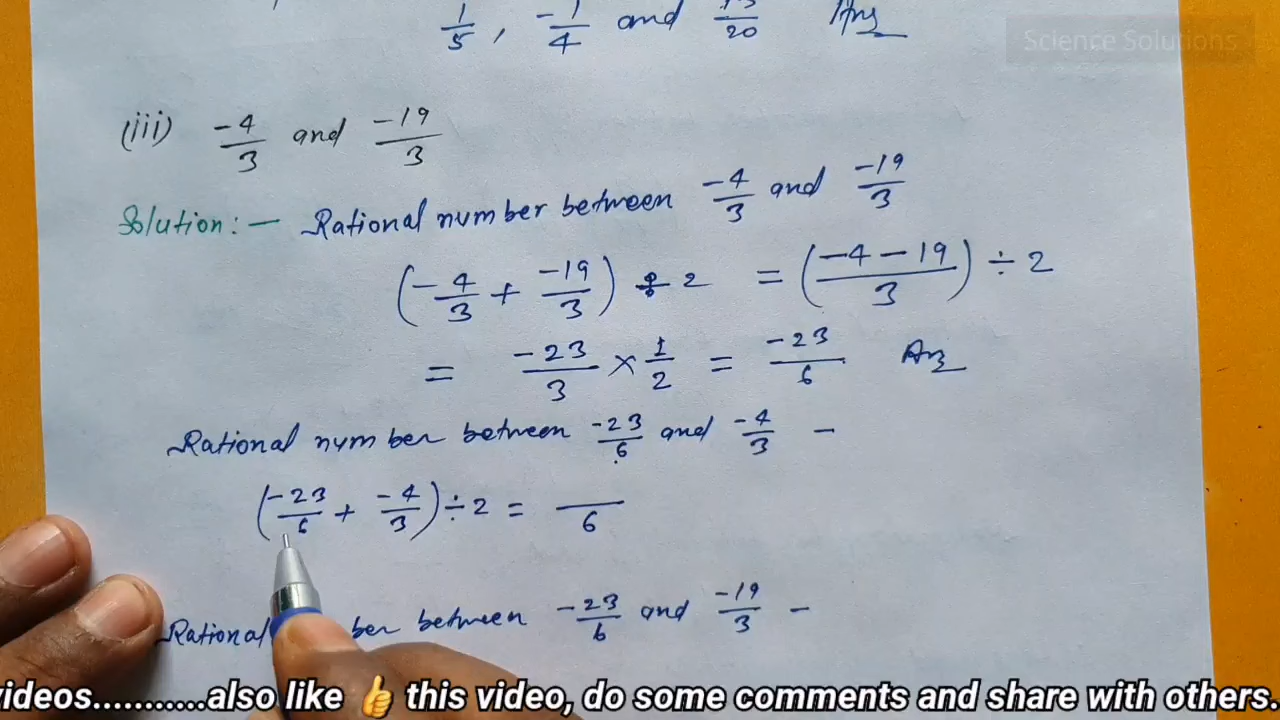 1/5, -1/4 and /20 Ans
Science Solutions
(iii) -4/3 and -19/3
Solution:— Rational number between -4/3 and -19/3
(-4/3 + -19/3) ÷ 2 = (-4-19/3) ÷ 2
= -23/3 × 1/2 = -23/6 Ans
Rational number between -23/6 and -4/3 —
(-23/6 + -4/3) ÷ 2 = /6
Rational ber between -23/6 and -19/3 —
videos...........also like 👍 this video, do some comments and share with others.